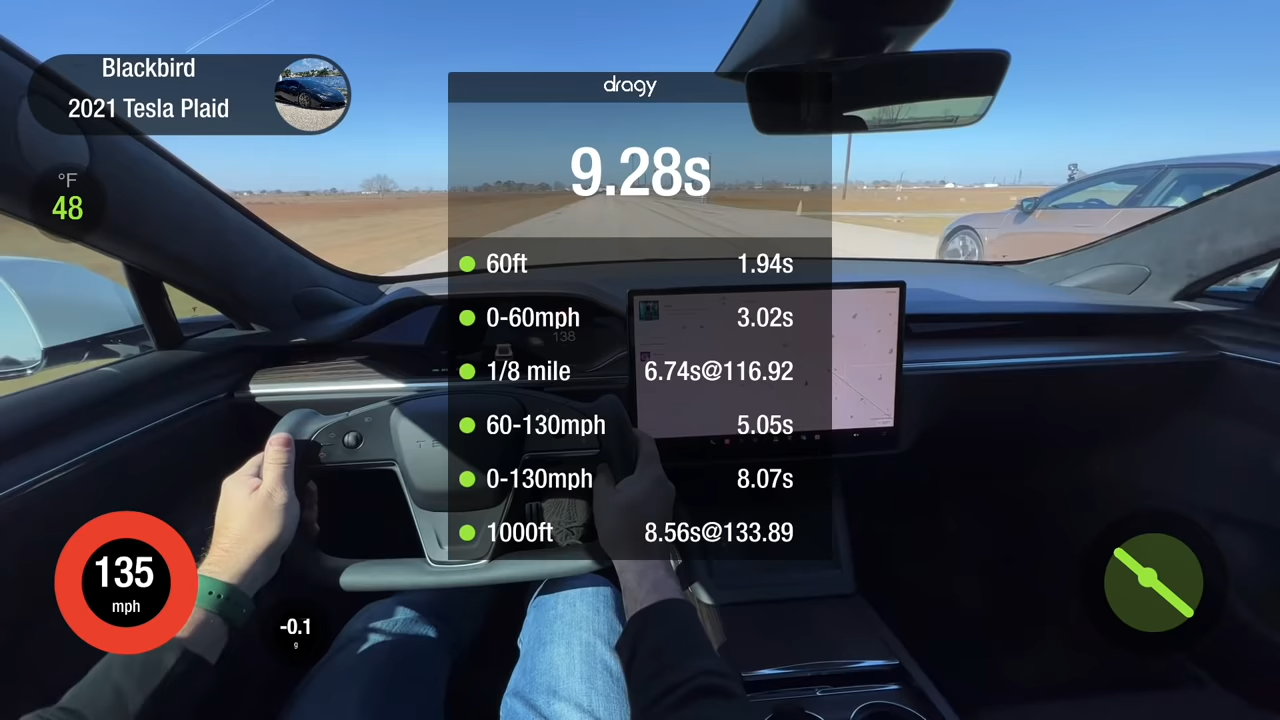 Blackbird
2021 Tesla Plaid
°F
48
dragy
9.28s
60ft 1.94s
0-60mph 3.02s
1/8 mile 6.74s@116.92
60-130mph 5.05s
0-130mph 8.07s
1000ft 8.56s@133.89
138
135
mph
-0.1
g